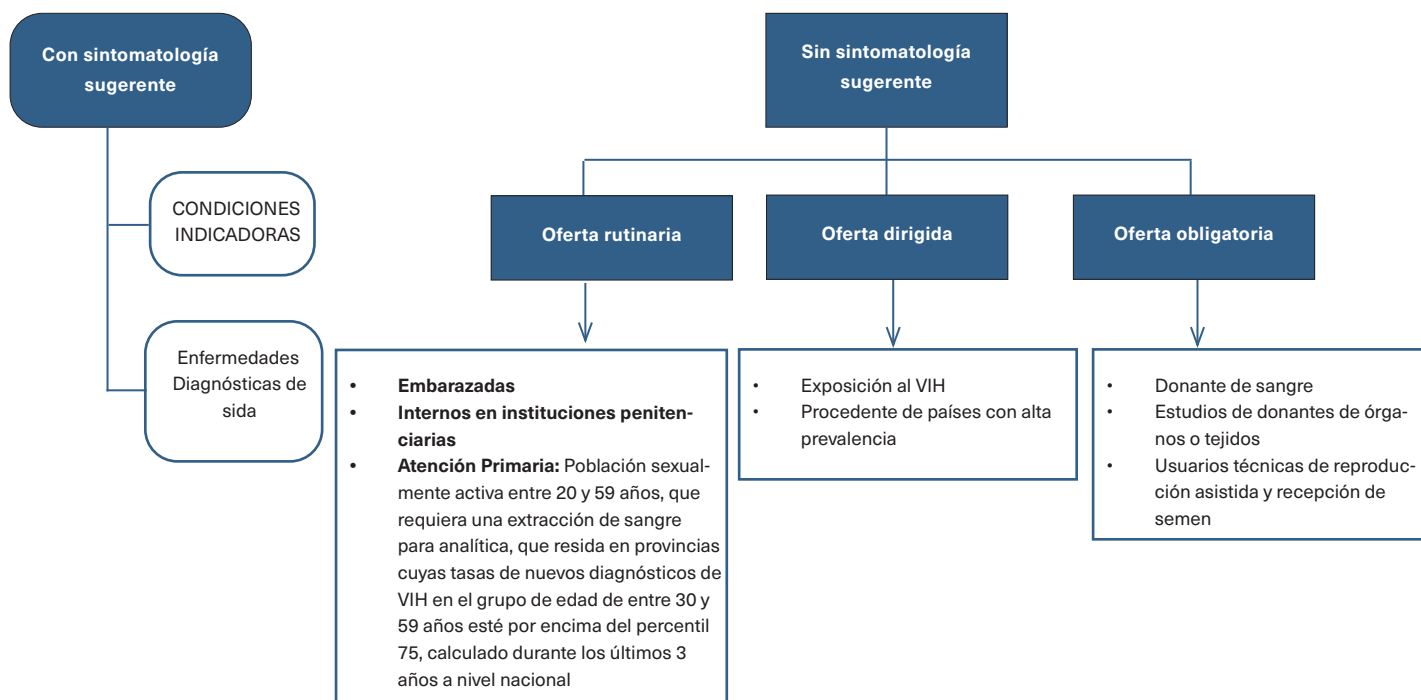 Con sintomatología
sugerente
CONDICIONES
INDICADORAS
Enfermedades
Diagnósticas de
sida
Sin sintomatología
sugerente
Oferta rutinaria
Oferta dirigida
Oferta obligatoria
• Embarazadas
• Internos en instituciones peniten-
ciarias
• Atención Primaria: Población sexual-
mente activa entre 20 y 59 años, que
requiera una extracción de sangre
para analítica, que resida en provincias
cuyas tasas de nuevos diagnósticos de
VIH en el grupo de edad de entre 30 y
59 años esté por encima del percentil
75, calculado durante los últimos 3
años a nivel nacional
• Exposición al VIH
• Procedente de países con alta
prevalencia
• Donante de sangre
• Estudios de donantes de órga-
nos o tejidos
• Usuarios técnicas de reproduc-
ción asistida y recepción de
semen